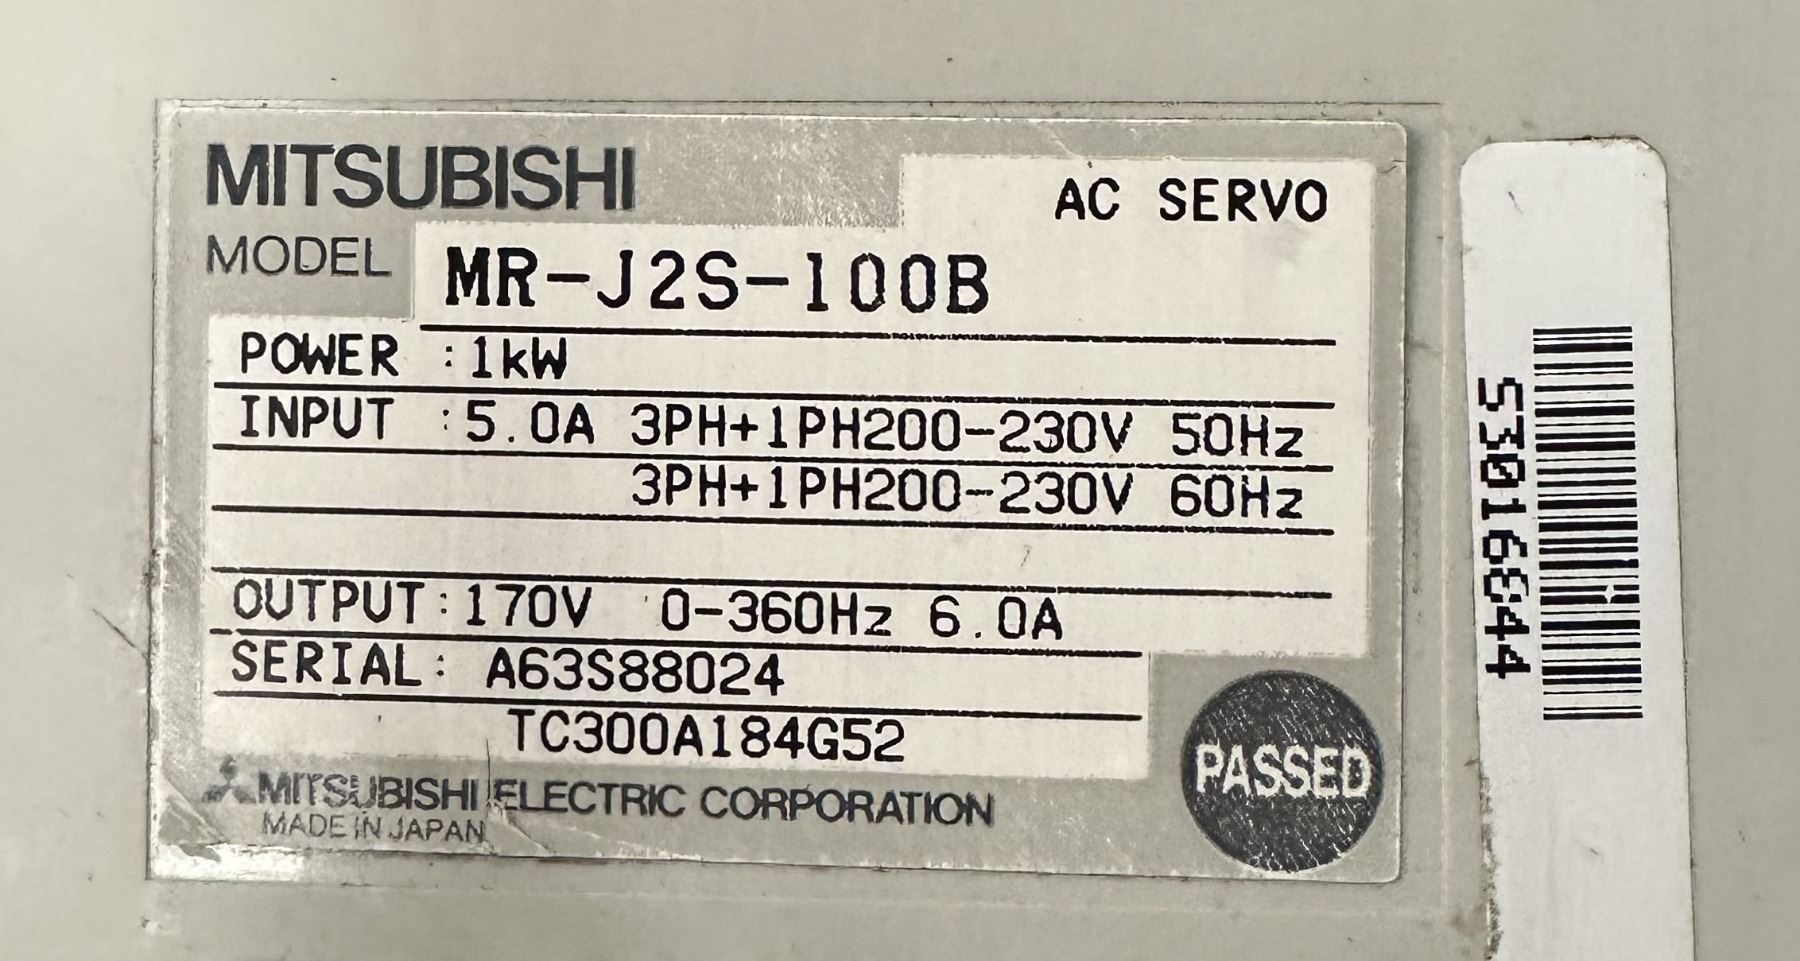 MITSUBISHI
AC SERVO
MODEL MR-J2S-100B
POWER :1kW
INPUT :5.0A 3PH+1PH200-230V 50Hz
3PH+1PH200-230V 60Hz
OUTPUT:170V 0-360Hz 6.0A
SERIAL: A63S88024
TC300A184G52
PASSED
MITSUBISHI ELECTRIC CORPORATION
MADE IN JAPAN
S3016344